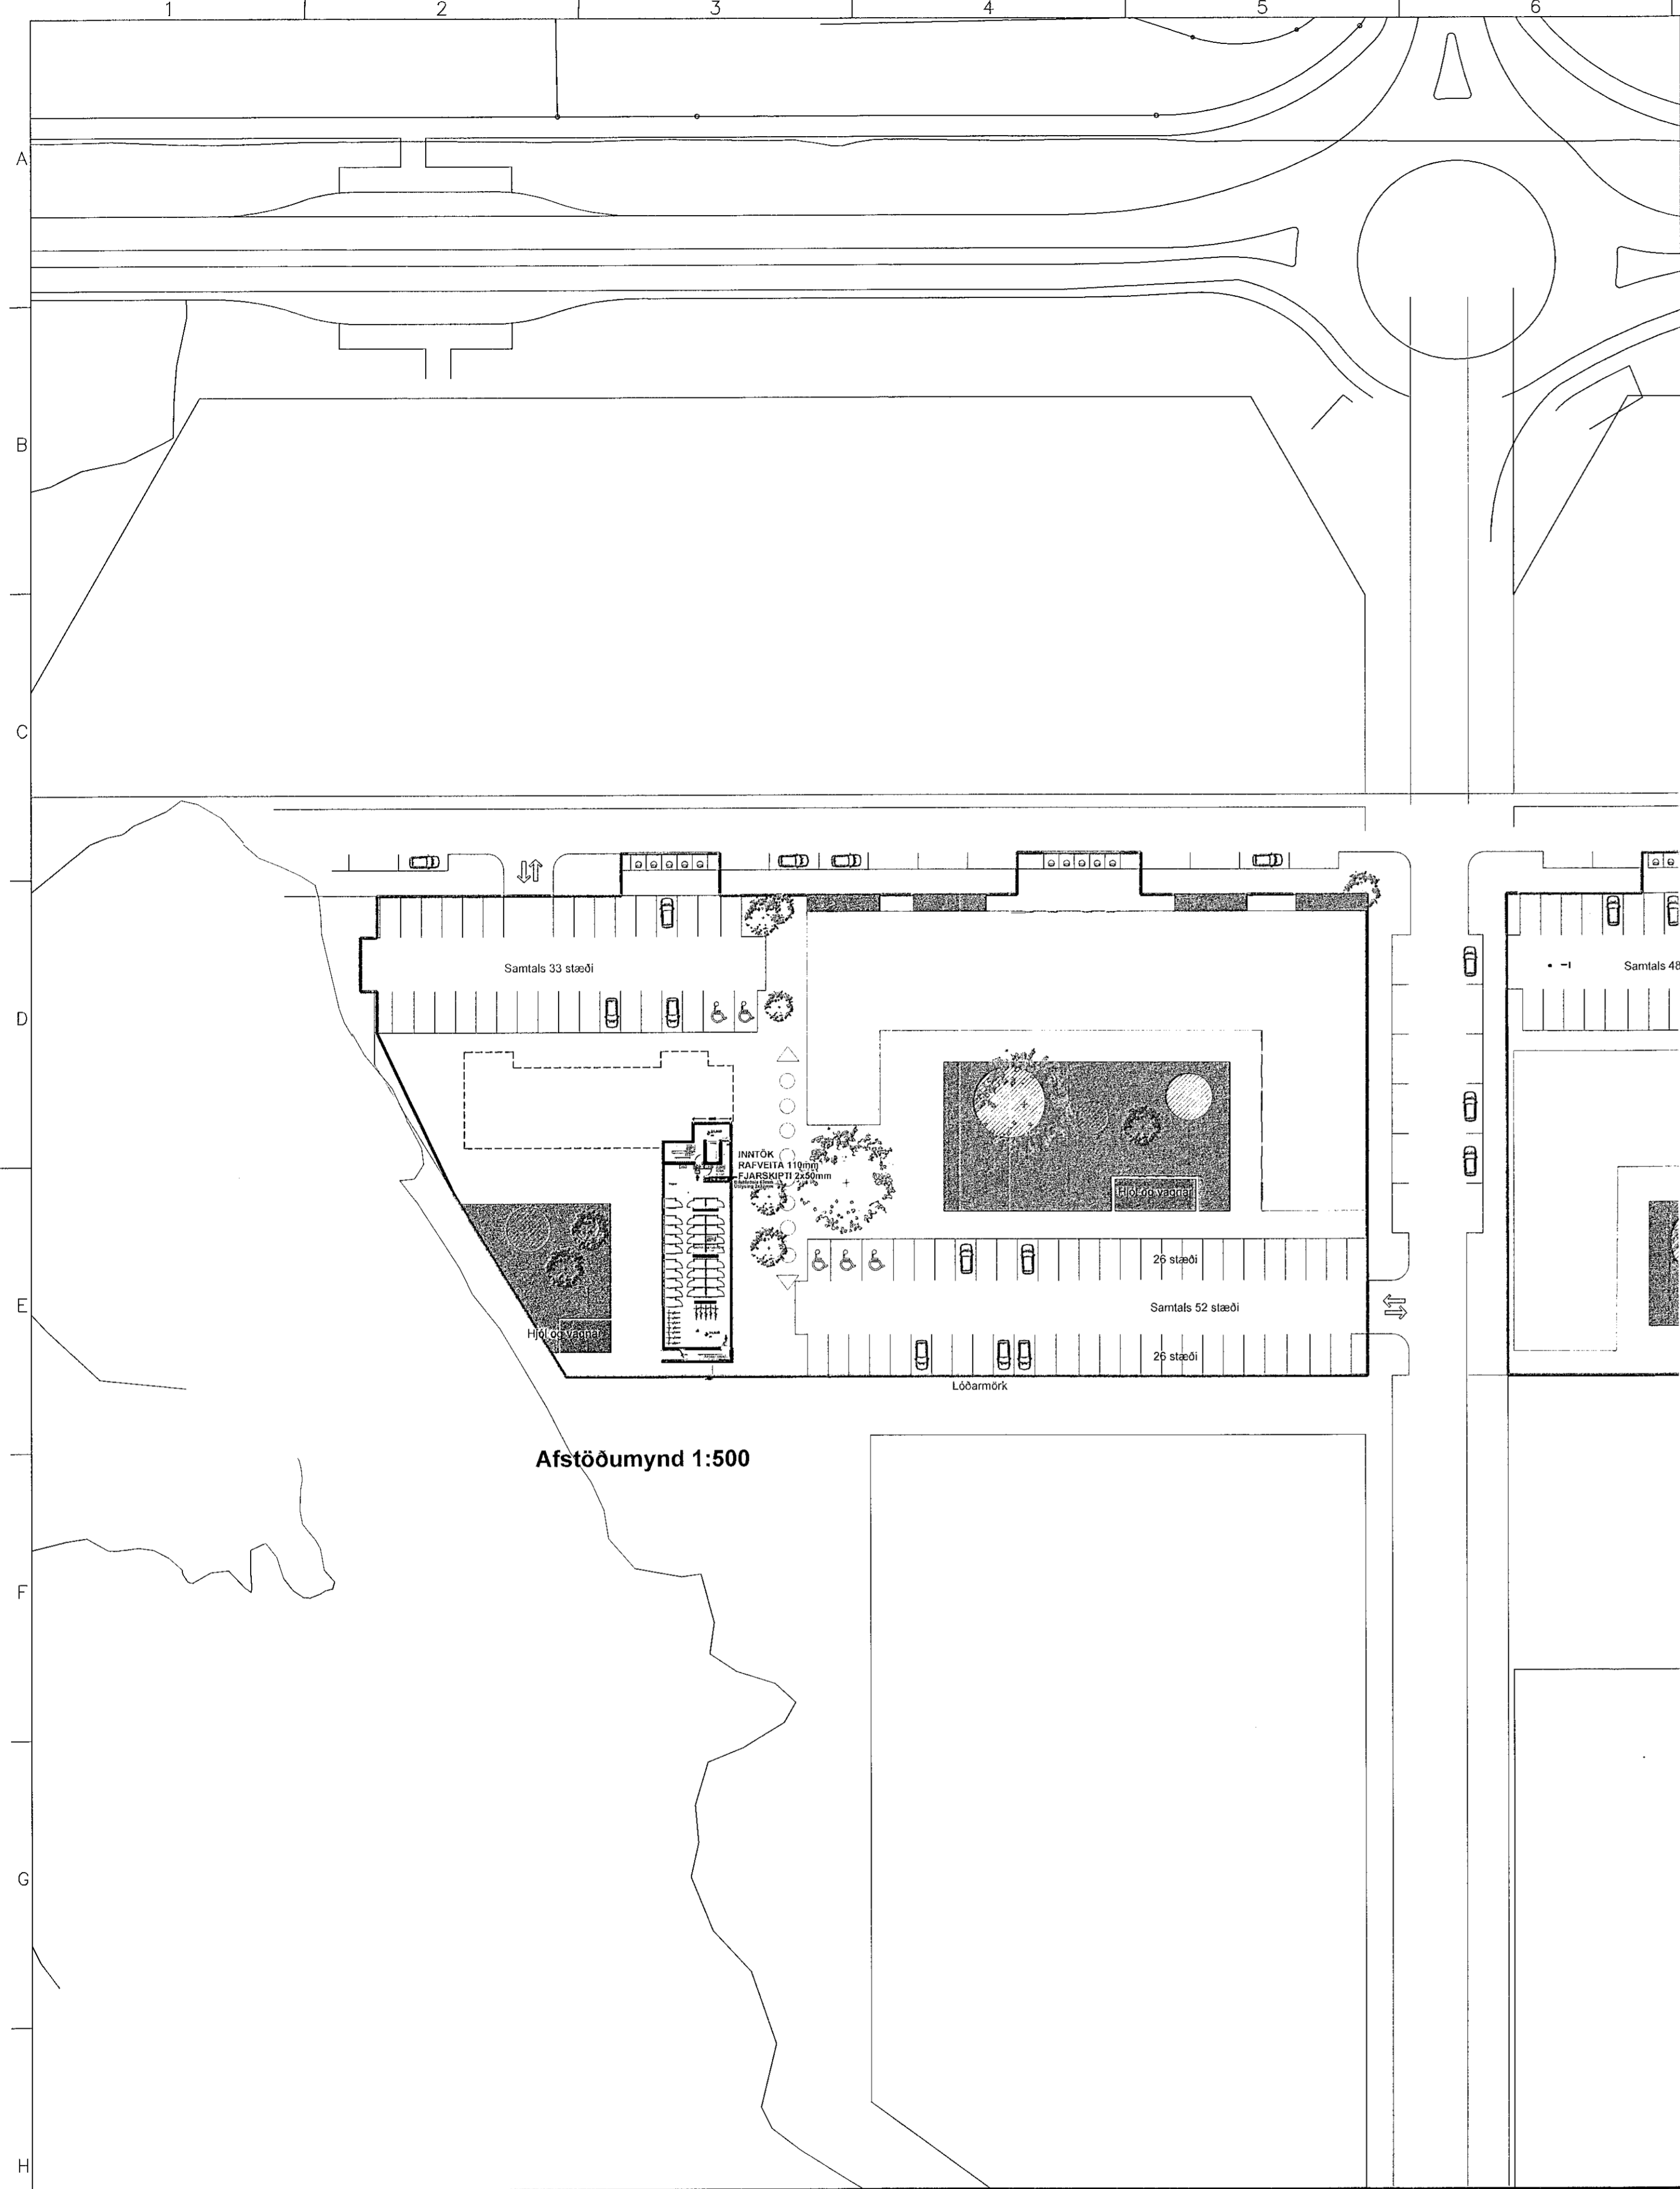 1
2
3
4
5
6
A
B
C
D
E
F
G
H
Samtals 33 stæði
Samtals 48
INNTÖK
RAFVEITA 110mm
FJARSKIPTI 2x50mm
Hjól og vagnar
26 stæði
Samtals 52 stæði
Hjól og vagnar
26 stæði
Lóðarmörk
Afstöðumynd 1:500